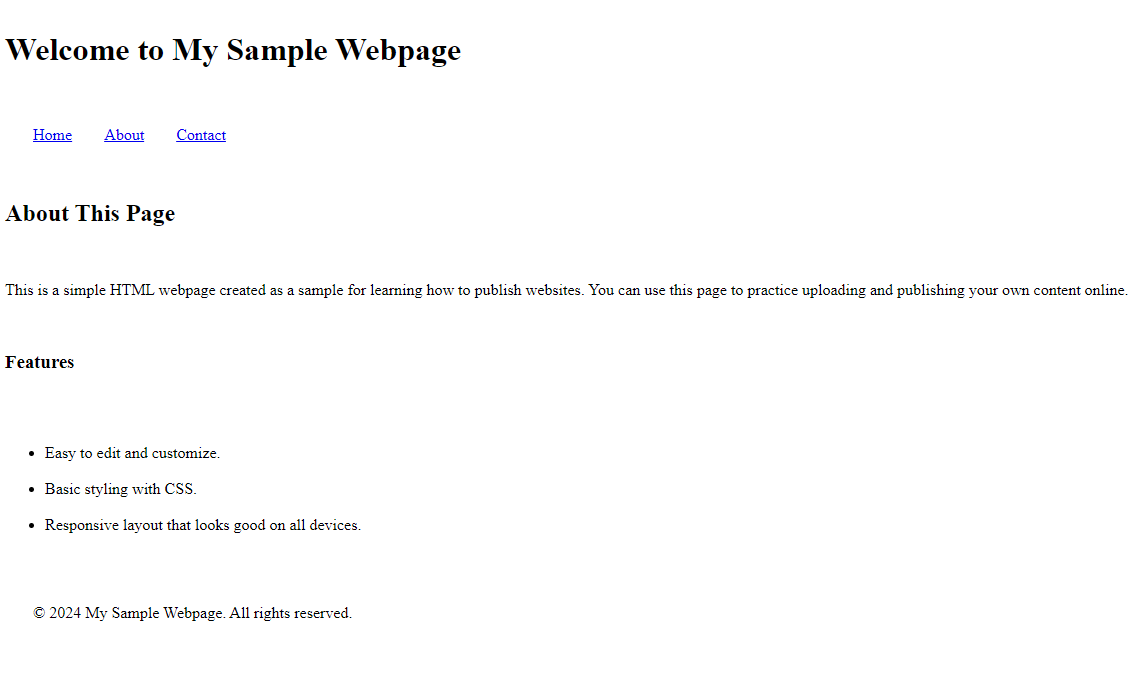 Welcome to My Sample Webpage
Home About Contact
About This Page
This is a simple HTML webpage created as a sample for learning how to publish websites. You can use this page to practice uploading and publishing your own content online.
Features
• Easy to edit and customize.
• Basic styling with CSS.
• Responsive layout that looks good on all devices.
© 2024 My Sample Webpage. All rights reserved.